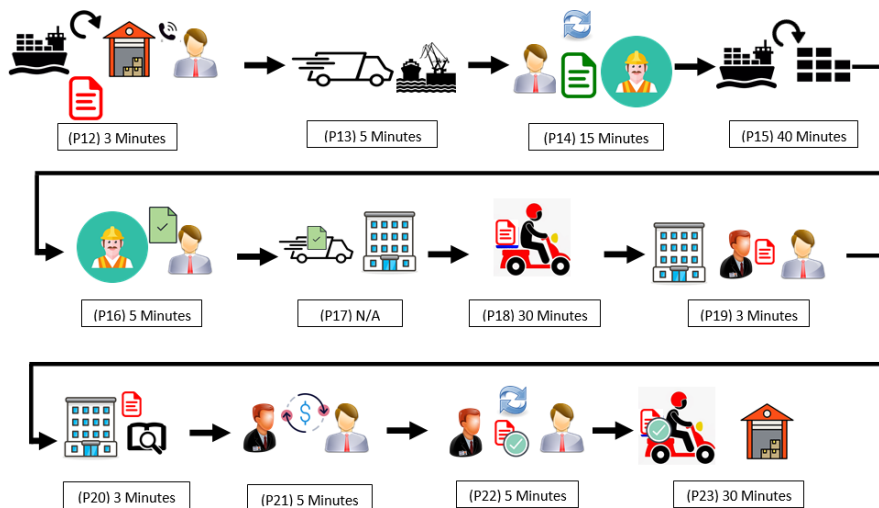 (P12) 3 Minutes
(P13) 5 Minutes
(P14) 15 Minutes
(P15) 40 Minutes
(P16) 5 Minutes
(P17) N/A
(P18) 30 Minutes
(P19) 3 Minutes
$
(P20) 3 Minutes
(P21) 5 Minutes
(P22) 5 Minutes
(P23) 30 Minutes